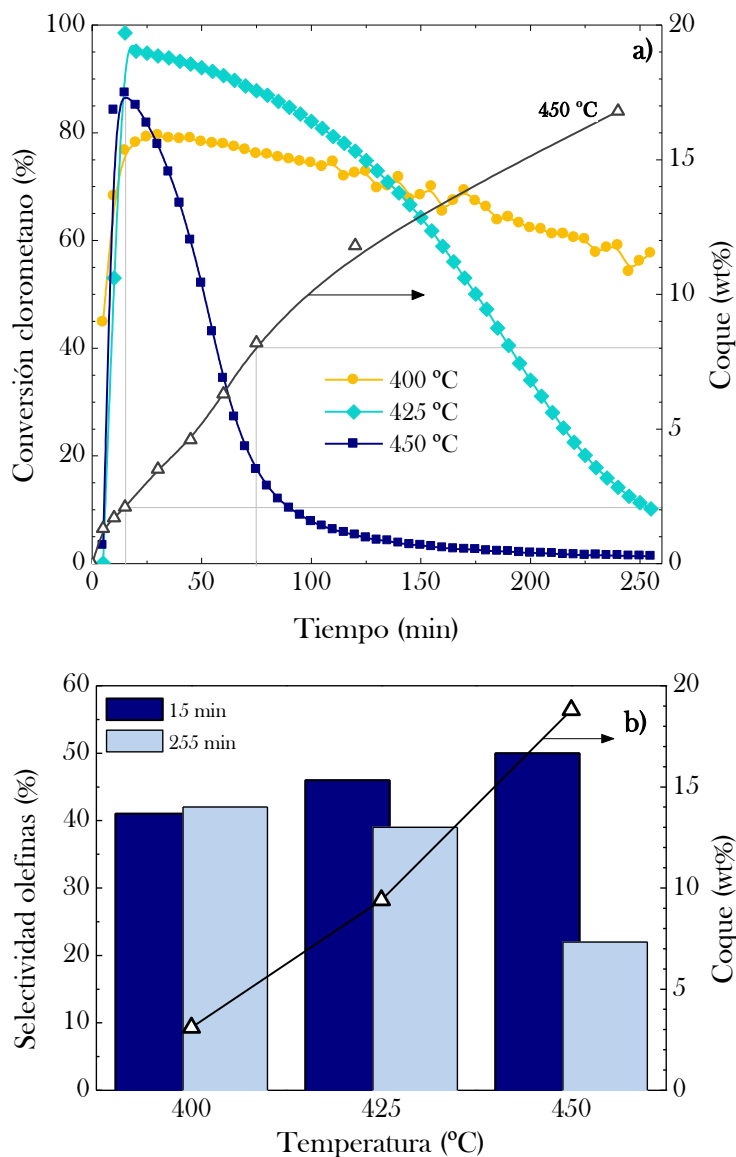 a)
450 ºC
Conversión clorometano (%)
100
80
60
40
20
0
20
15
10
5
0
Coque (wt%)
400 ºC
425 ºC
450 ºC
0 50 100 150 200 250
Tiempo (min)
b)
15 min
255 min
Selectividad olefinas (%)
60
50
40
30
20
10
0
20
15
10
5
0
Coque (wt%)
400 425 450
Temperatura (ºC)